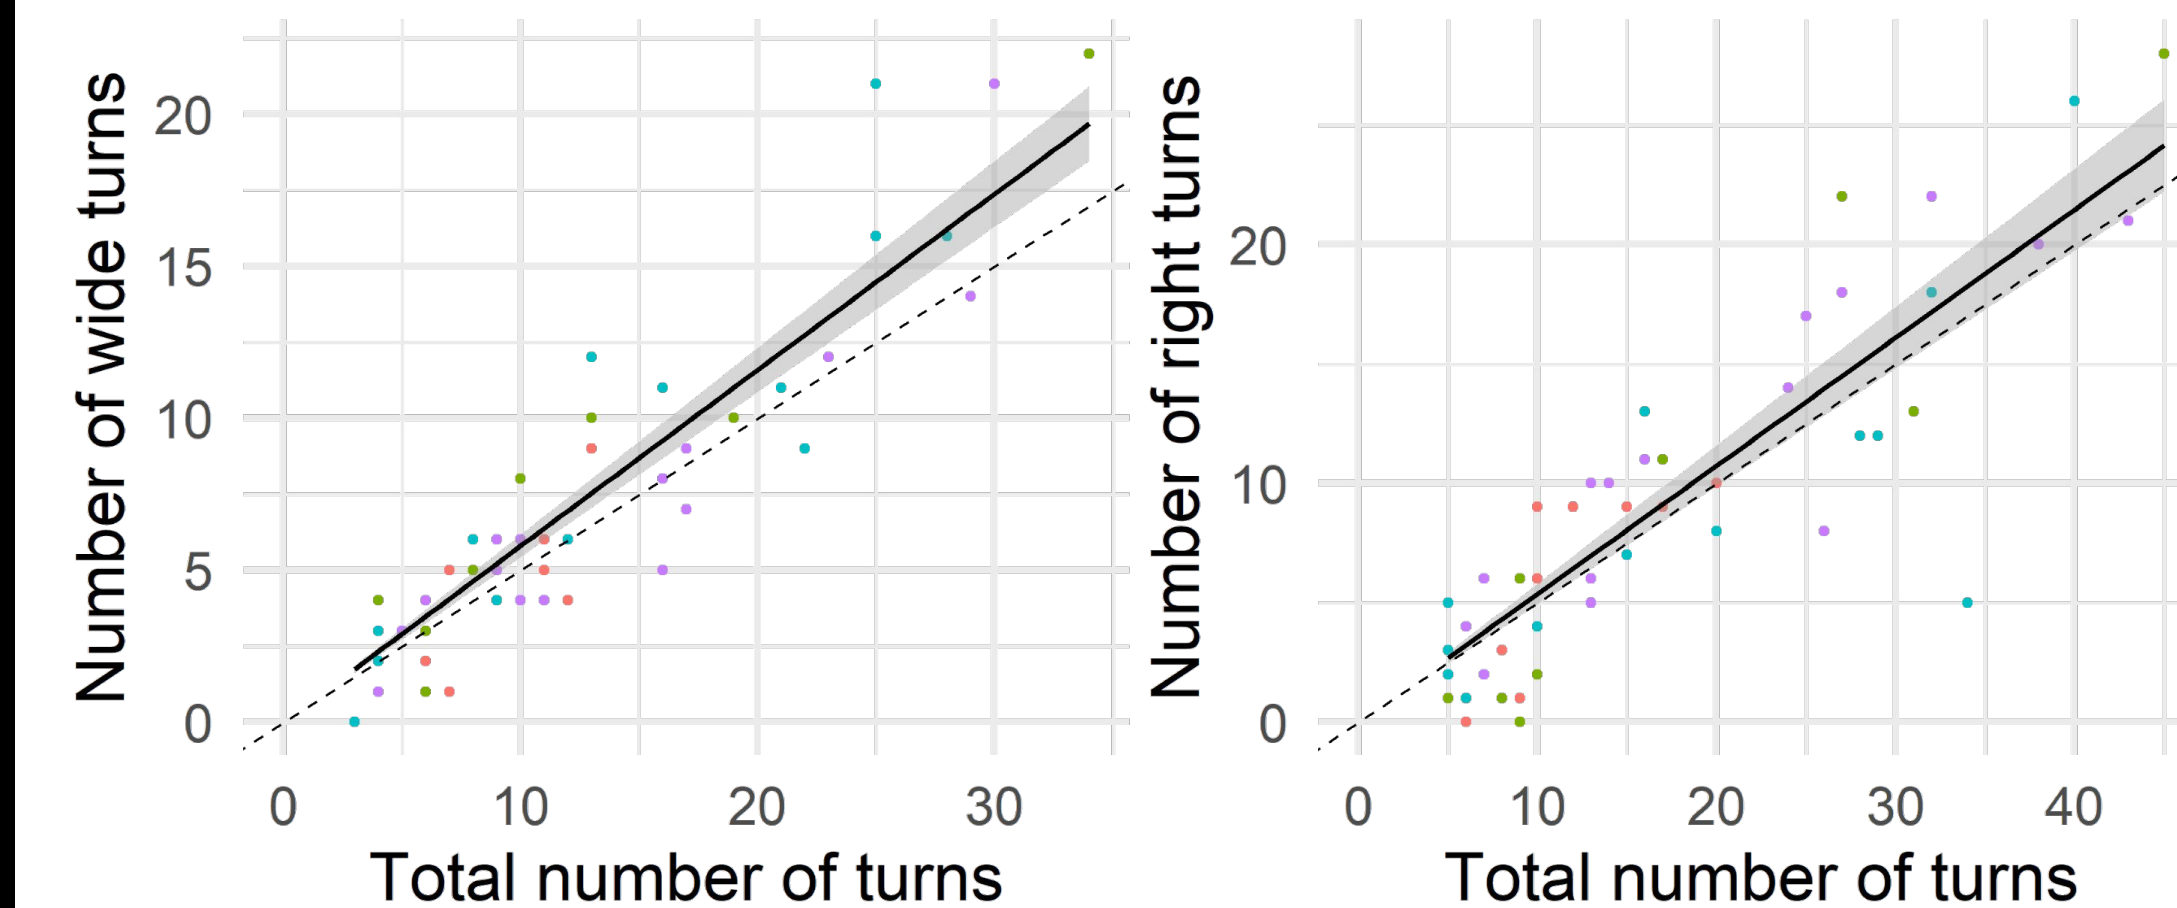 Number of wide turns
20
15
10
5
0
0 10 20 30
Total number of turns
Number of right turns
20
10
0
0 10 20 30 40
Total number of turns